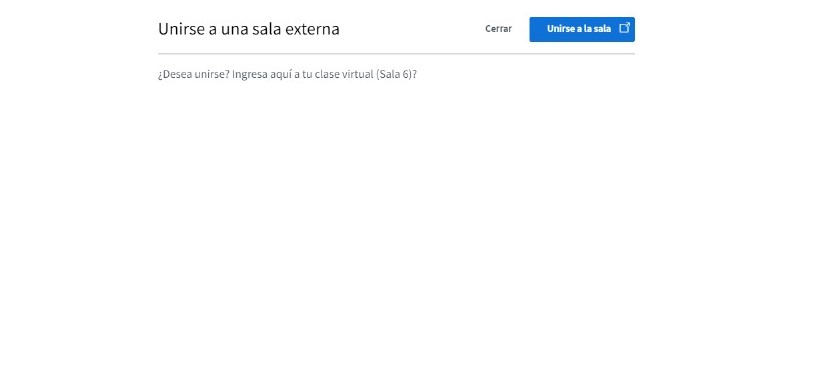 Unirse a una sala externa
Cerrar
Unirse a la sala
¿Desea unirse? Ingresa aquí a tu clase virtual (Sala 6)?